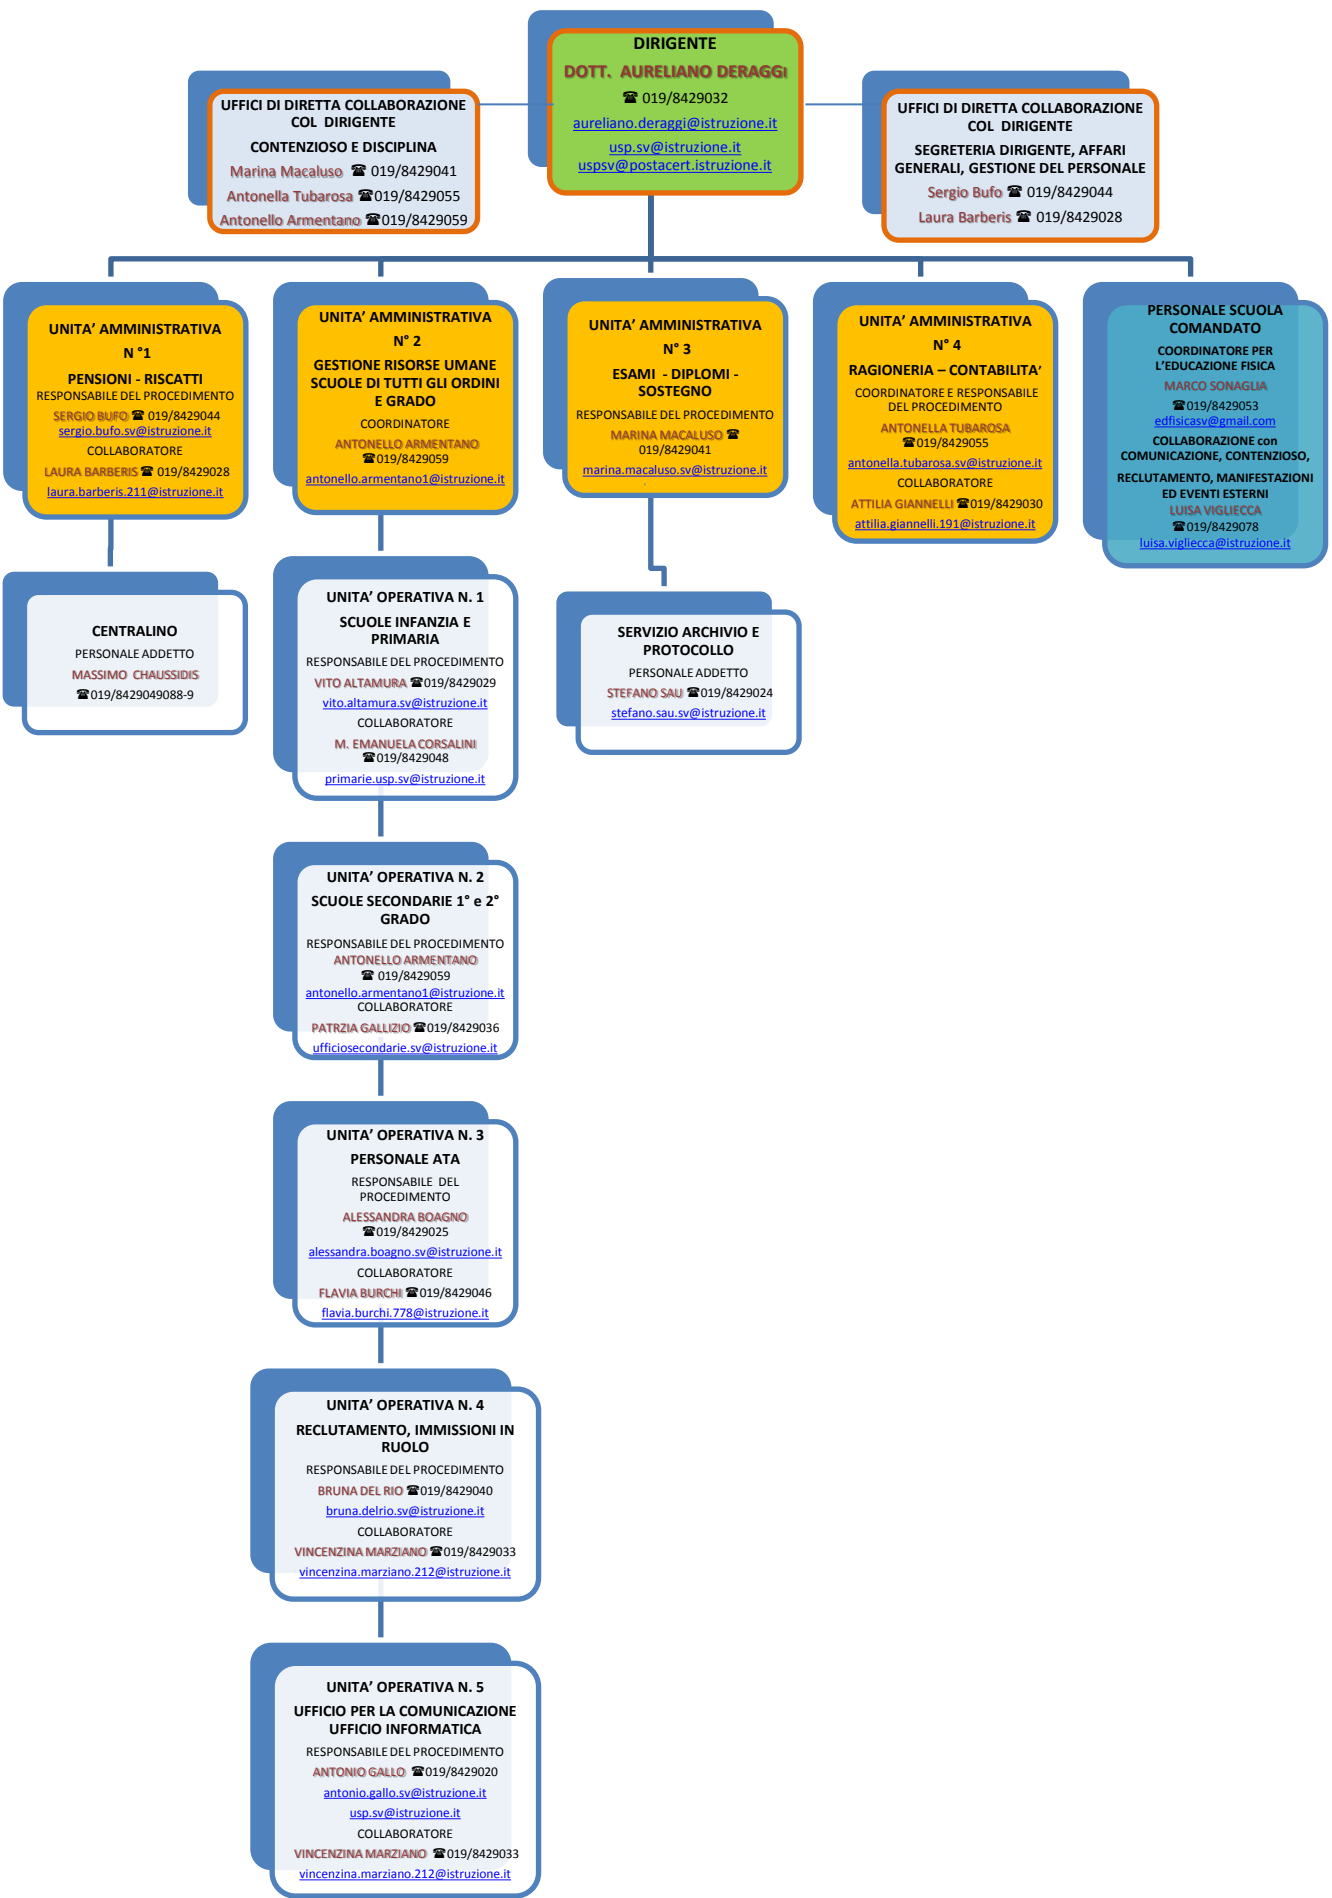 DIRIGENTE
DOTT. AURELIANO DERAGGI
☎ 019/8429032
aureliano.deraggi@istruzione.it
usp.sv@istruzione.it
uspsv@postacert.istruzione.it
UFFICI DI DIRETTA COLLABORAZIONE
COL DIRIGENTE
CONTENZIOSO E DISCIPLINA
Marina Macaluso ☎ 019/8429041
Antonella Tubarosa ☎019/8429055
Antonello Armentano ☎019/8429059
UFFICI DI DIRETTA COLLABORAZIONE
COL DIRIGENTE
SEGRETERIA DIRIGENTE, AFFARI
GENERALI, GESTIONE DEL PERSONALE
Sergio Bufo ☎ 019/8429044
Laura Barberis ☎ 019/8429028
UNITA’ AMMINISTRATIVA
N °1
PENSIONI - RISCATTI
RESPONSABILE DEL PROCEDIMENTO
SERGIO BUFO ☎ 019/8429044
sergio.bufo.sv@istruzione.it
COLLABORATORE
LAURA BARBERIS ☎ 019/8429028
laura.barberis.211@istruzione.it
UNITA’ AMMINISTRATIVA
N° 2
GESTIONE RISORSE UMANE
SCUOLE DI TUTTI GLI ORDINI
E GRADO
COORDINATORE
ANTONELLO ARMENTANO
☎019/8429059
antonello.armentano1@istruzione.it
UNITA’ AMMINISTRATIVA
N° 3
ESAMI - DIPLOMI -
SOSTEGNO
RESPONSABILE DEL PROCEDIMENTO
MARINA MACALUSO ☎
019/8429041
marina.macaluso.sv@istruzione.it
.
UNITA’ AMMINISTRATIVA
N° 4
RAGIONERIA – CONTABILITA’
COORDINATORE E RESPONSABILE
DEL PROCEDIMENTO
ANTONELLA TUBAROSA
☎019/8429055
antonella.tubarosa.sv@istruzione.it
COLLABORATORE
ATTILIA GIANNELLI ☎019/8429030
attilia.giannelli.191@istruzione.it
PERSONALE SCUOLA
COMANDATO
COORDINATORE PER
L’EDUCAZIONE FISICA
MARCO SONAGLIA
☎019/8429053
edfisicasv@gmail.com
COLLABORAZIONE con
COMUNICAZIONE, CONTENZIOSO,
RECLUTAMENTO, MANIFESTAZIONI
ED EVENTI ESTERNI
LUISA VIGLIECCA
☎019/8429078
luisa.vigliecca@istruzione.it
CENTRALINO
PERSONALE ADDETTO
MASSIMO CHAUSSIDIS
☎019/8429049088-9
UNITA’ OPERATIVA N. 1
SCUOLE INFANZIA E
PRIMARIA
RESPONSABILE DEL PROCEDIMENTO
VITO ALTAMURA ☎019/8429029
vito.altamura.sv@istruzione.it
COLLABORATORE
M. EMANUELA CORSALINI
☎019/8429048
primarie.usp.sv@istruzione.it
SERVIZIO ARCHIVIO E
PROTOCOLLO
PERSONALE ADDETTO
STEFANO SAU ☎019/8429024
stefano.sau.sv@istruzione.it
UNITA’ OPERATIVA N. 2
SCUOLE SECONDARIE 1° e 2°
GRADO
RESPONSABILE DEL PROCEDIMENTO
ANTONELLO ARMENTANO
☎ 019/8429059
antonello.armentano1@istruzione.it
COLLABORATORE
PATRZIA GALLIZIO ☎019/8429036
ufficiosecondarie.sv@istruzione.it
UNITA’ OPERATIVA N. 3
PERSONALE ATA
RESPONSABILE DEL
PROCEDIMENTO
ALESSANDRA BOAGNO
☎019/8429025
alessandra.boagno.sv@istruzione.it
COLLABORATORE
FLAVIA BURCHI ☎019/8429046
flavia.burchi.778@istruzione.it
UNITA’ OPERATIVA N. 4
RECLUTAMENTO, IMMISSIONI IN
RUOLO
RESPONSABILE DEL PROCEDIMENTO
BRUNA DEL RIO ☎019/8429040
bruna.delrio.sv@istruzione.it
COLLABORATORE
VINCENZINA MARZIANO ☎019/8429033
vincenzina.marziano.212@istruzione.it
UNITA’ OPERATIVA N. 5
UFFICIO PER LA COMUNICAZIONE
UFFICIO INFORMATICA
RESPONSABILE DEL PROCEDIMENTO
ANTONIO GALLO ☎019/8429020
antonio.gallo.sv@istruzione.it
usp.sv@istruzione.it
COLLABORATORE
VINCENZINA MARZIANO ☎019/8429033
vincenzina.marziano.212@istruzione.it